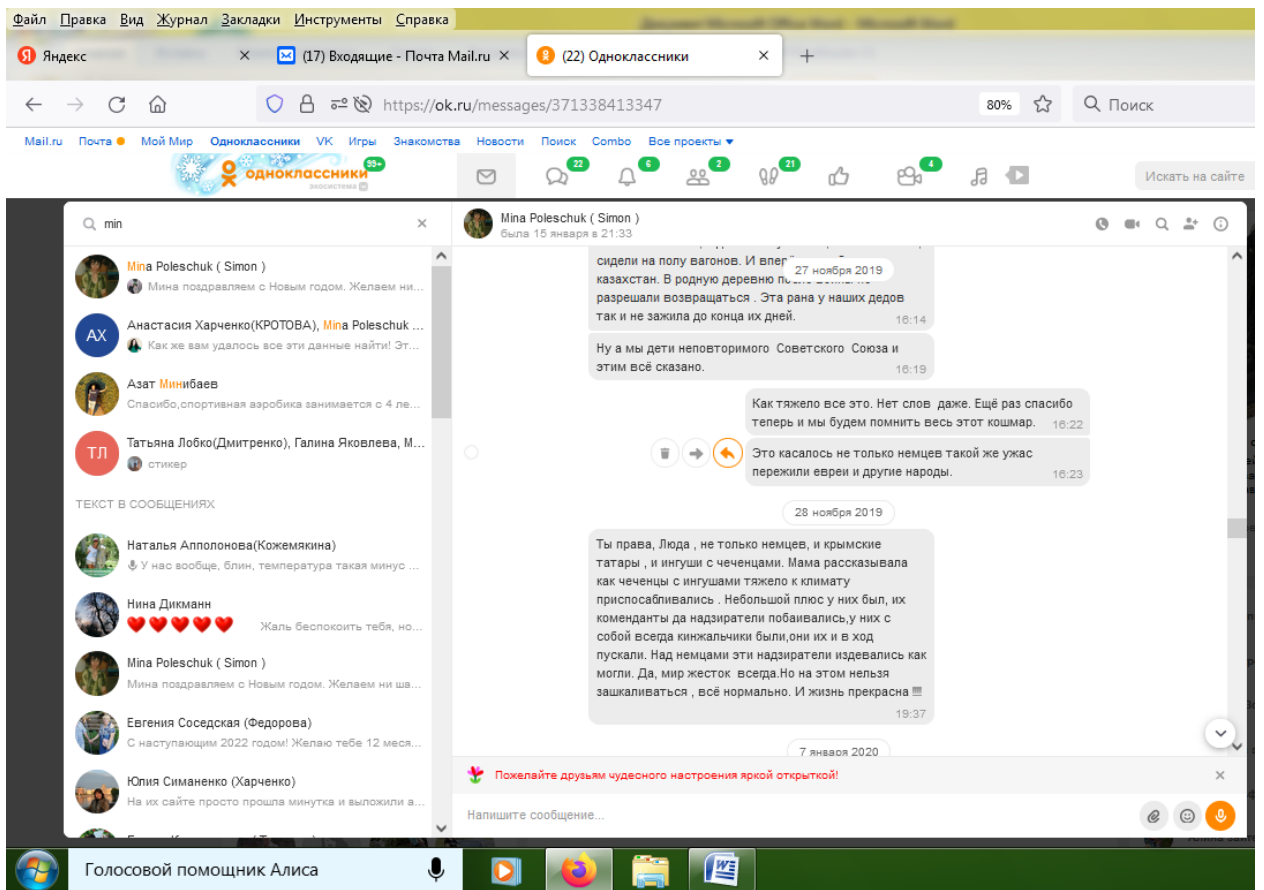 Файл Правка Вид Журнал Закладки Инструменты Справка
Яндекс
(17) Входящие - Почта Mail.ru
(22) Одноклассники
https://ok.ru/messages/371338413347
80%
Поиск
Mail.ru Почта Мой Мир Одноклассники VK Игры Знакомства Новости Поиск Combo Все проекты
99+
одноклассники
экосистема
22
6
2
21
4
Искать на сайте
min
Mina Poleschuk ( Simon )
Мина поздравляем с Новым годом. Желаем ни...
Анастасия Харченко(КРОТОВА), Mina Poleschuk ...
Как же вам удалось все эти данные найти! Эт...
Азат Минибаев
Спасибо,спортивная аэробика занимается с 4 ле...
Татьяна Лобко(Дмитренко), Галина Яковлева, М...
стикер
ТЕКСТ В СООБЩЕНИЯХ
Наталья Апполонова(Кожемякина)
У нас вообще, блин, температура такая минус ...
Нина Дикманн
Жаль беспокоить тебя, но...
Mina Poleschuk ( Simon )
Мина поздравляем с Новым годом. Желаем ни ша...
Евгения Соседская (Федорова)
С наступающим 2022 годом! Желаю тебе 12 меся...
Юлия Симаненко (Харченко)
На их сайте просто прошла минутка и выложили а...
Mina Poleschuk ( Simon )
была 15 января в 21:33
27 ноября 2019
сидели на полу вагонов. И
казахстан. В родную деревню
разрешали возвращаться . Эта рана у наших дедов
так и не зажила до конца их дней.
16:14
Ну а мы дети неповторимого Советского Союза и
этим всё сказано.
16:19
Как тяжело все это. Нет слов даже. Ещё раз спасибо
теперь и мы будем помнить весь этот кошмар. 16:22
Это касалось не только немцев такой же ужас
пережили евреи и другие народы. 16:23
28 ноября 2019
Ты права, Люда , не только немцев, и крымские
татары , и ингуши с чеченцами. Мама рассказывала
как чеченцы с ингушами тяжело к климату
приспосабливались . Небольшой плюс у них был, их
коменданты да надзиратели побаивались,у них с
собой всегда кинжальчики были,они их и в ход
пускали. Над немцами эти надзиратели издевались как
могли. Да, мир жесток всегда.Но на этом нельзя
зашкаливаться , всё нормально. И жизнь прекрасна !!!!
19:37
7 января 2020
Пожелайте друзьям чудесного настроения яркой открыткой!
Напишите сообщение...
Голосовой помощник Алиса